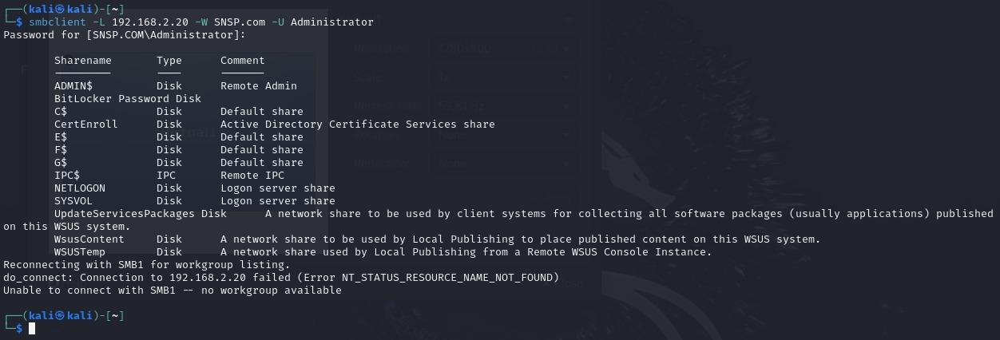 ┌──(kali㉿kali)-[~]
└─$ smbclient -L 192.168.2.20 -W SNSP.com -U Administrator
Password for [SNSP.COM\Administrator]:
Sharename Type Comment
--------- ---- -------
ADMIN$ Disk Remote Admin
BitLocker Password Disk
C$ Disk Default share
CertEnroll Disk Active Directory Certificate Services share
E$ Disk Default share
F$ Disk Default share
G$ Disk Default share
IPC$ IPC Remote IPC
NETLOGON Disk Logon server share
SYSVOL Disk Logon server share
UpdateServicesPackages Disk A network share to be used by client systems for collecting all software packages (usually applications) published
on this WSUS system.
WsusContent Disk A network share to be used by Local Publishing to place published content on this WSUS system.
WSUSTemp Disk A network share used by Local Publishing from a Remote WSUS Console Instance.
Reconnecting with SMB1 for workgroup listing.
do_connect: Connection to 192.168.2.20 failed (Error NT_STATUS_RESOURCE_NAME_NOT_FOUND)
Unable to connect with SMB1 -- no workgroup available
┌──(kali㉿kali)-[~]
└─$